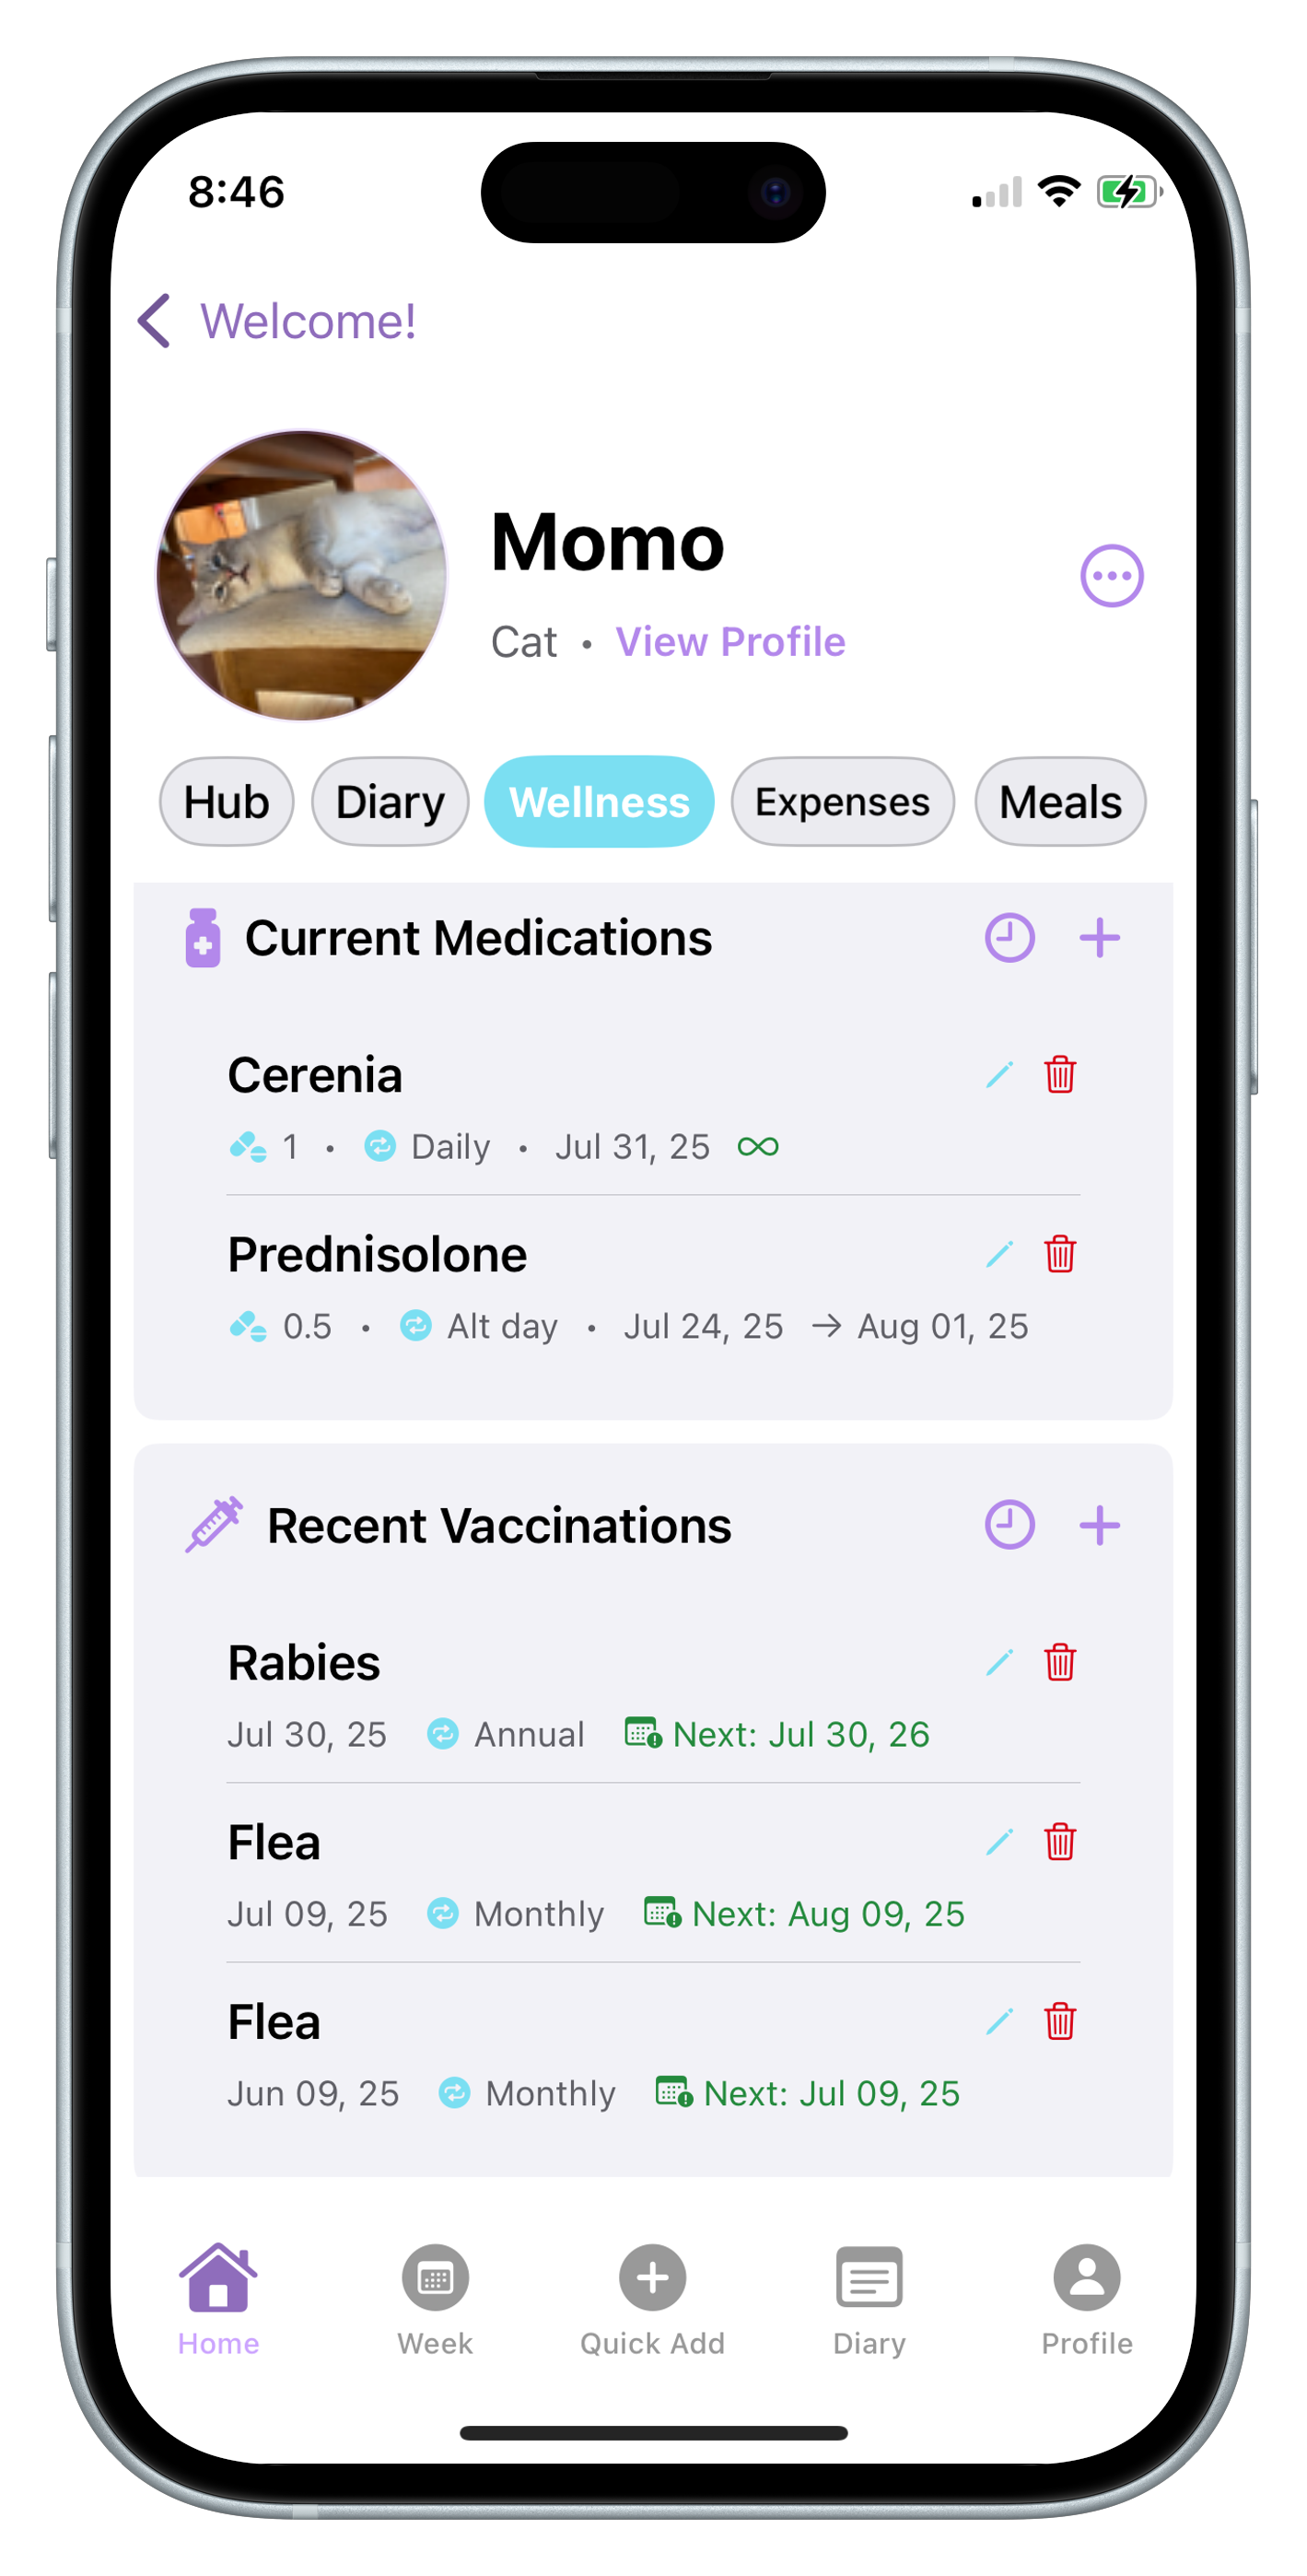 8:46
Welcome!
Momo
Cat • View Profile
Hub Diary Wellness Expenses Meals
Current Medications
Cerenia
1 • Daily • Jul 31, 25
Prednisolone
0.5 • Alt day • Jul 24, 25 → Aug 01, 25
Recent Vaccinations
Rabies
Jul 30, 25 Annual Next: Jul 30, 26
Flea
Jul 09, 25 Monthly Next: Aug 09, 25
Flea
Jun 09, 25 Monthly Next: Jul 09, 25
Home Week Quick Add Diary Profile